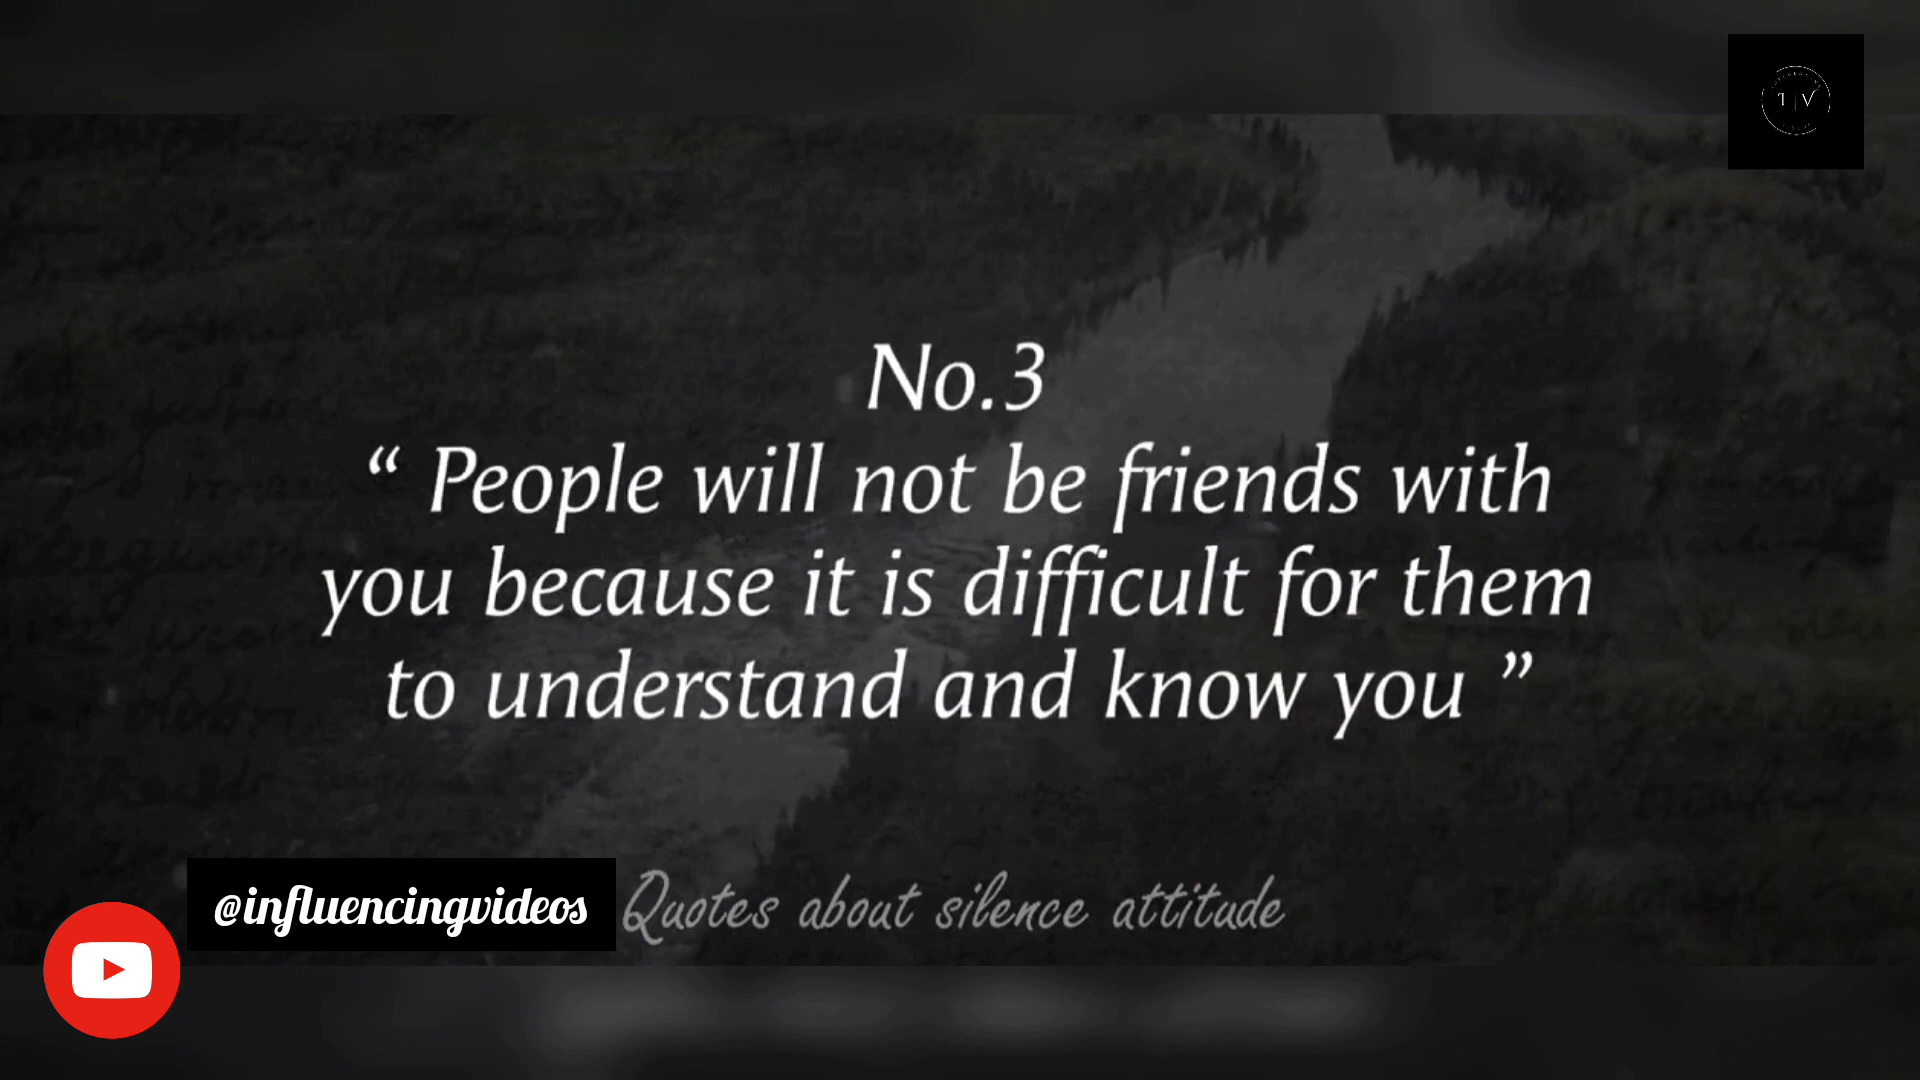 No.3
“ People will not be friends with
you because it is difficult for them
to understand and know you ”
@influencingvideos
Quotes about silence attitude